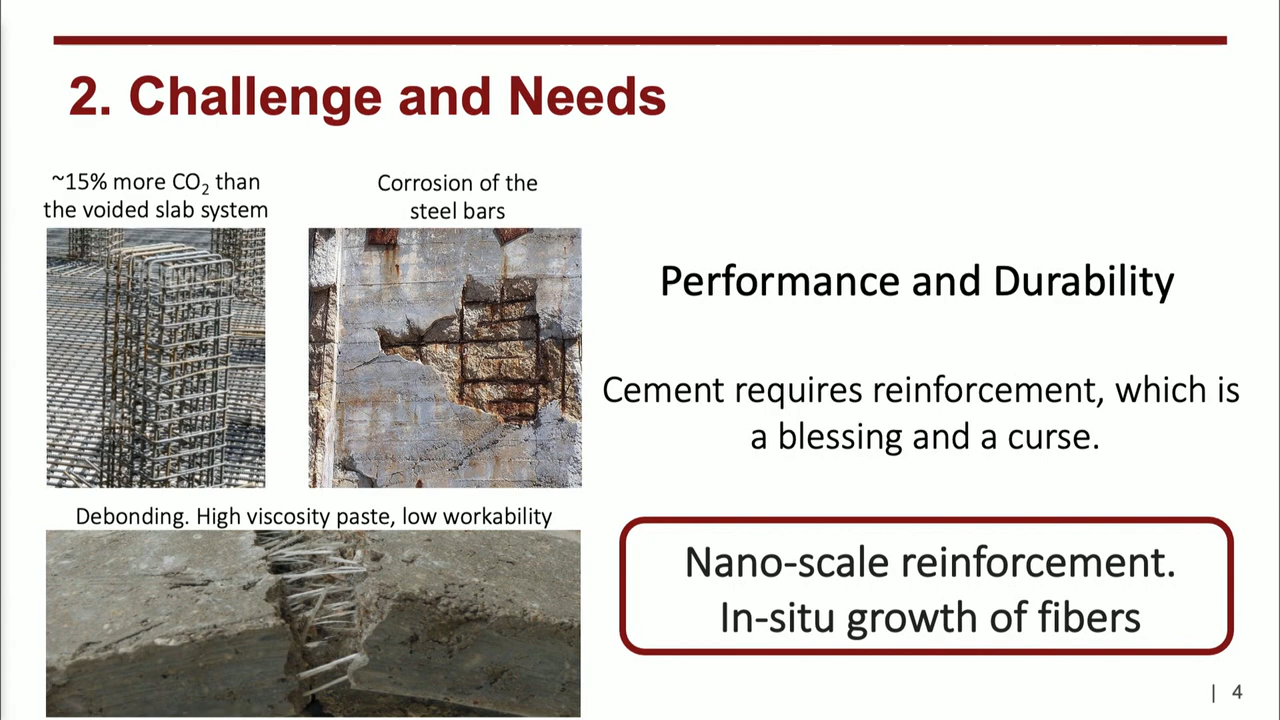 2. Challenge and Needs
~15% more CO₂ than
the voided slab system
Corrosion of the
steel bars
Debonding. High viscosity paste, low workability
Performance and Durability
Cement requires reinforcement, which is
a blessing and a curse.
Nano-scale reinforcement.
In-situ growth of fibers
| 4